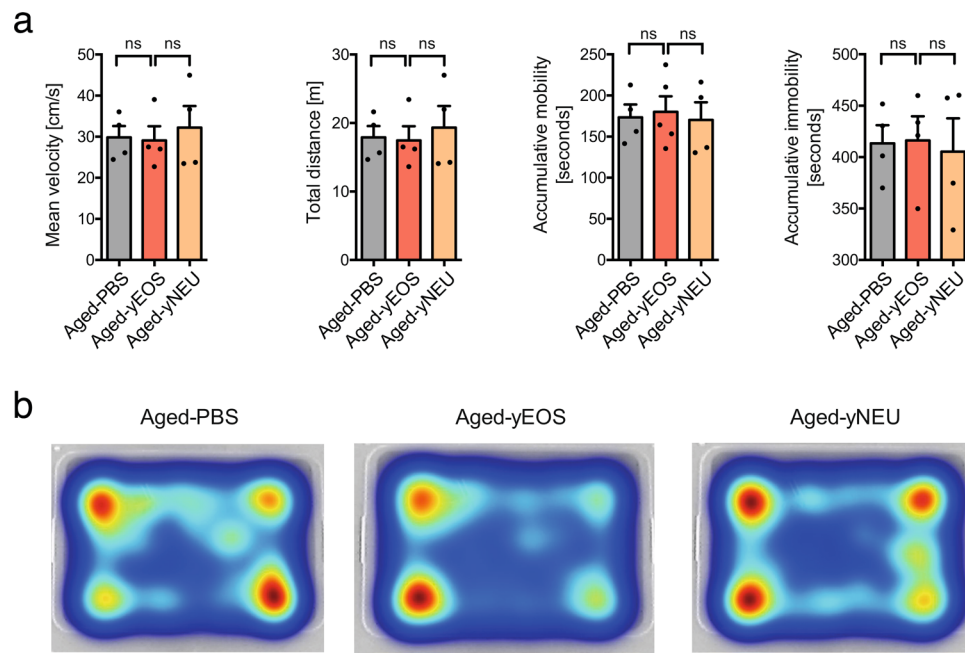 a
ns ns
Mean velocity [cm/s]
50
40
30
20
10
0
Aged-PBS
Aged-yEOS
Aged-yNEU
ns ns
Total distance [m]
30
20
10
0
Aged-PBS
Aged-yEOS
Aged-yNEU
ns ns
Accumulative mobility
[seconds]
250
200
150
100
50
0
Aged-PBS
Aged-yEOS
Aged-yNEU
ns ns
Accumulative immobility
[seconds]
500
450
400
350
300
Aged-PBS
Aged-yEOS
Aged-yNEU
b
Aged-PBS
Aged-yEOS
Aged-yNEU